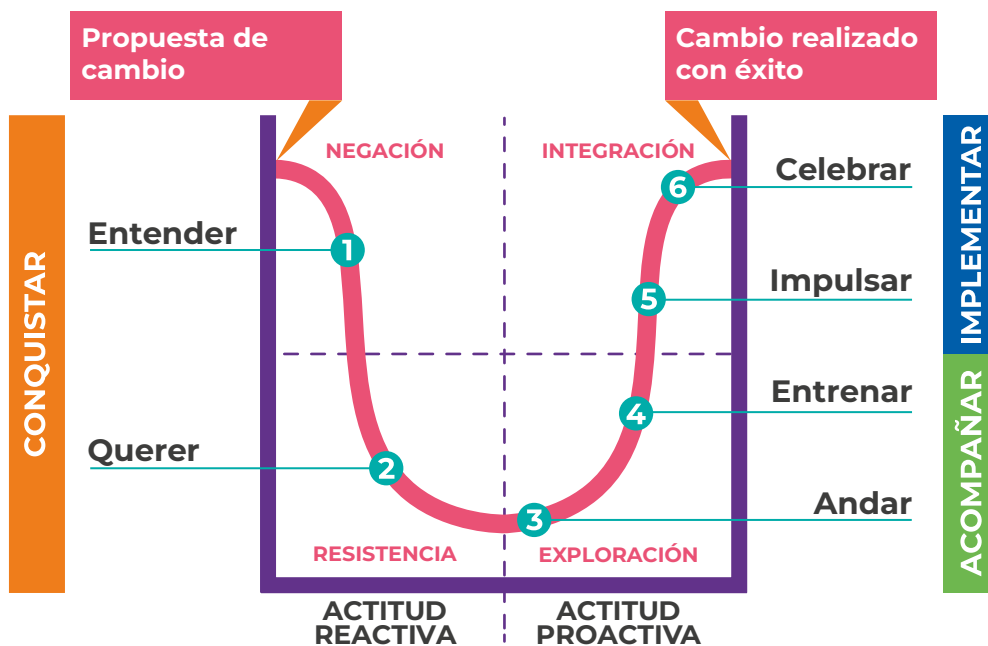 Propuesta de
cambio
Cambio realizado
con éxito
CONQUISTAR
NEGACIÓN
INTEGRACIÓN
Entender
1
Querer
2
RESISTENCIA
EXPLORACIÓN
6
Celebrar
5
Impulsar
4
Entrenar
3
Andar
IMPLEMENTAR
ACOMPAÑAR
ACTITUD
REACTIVA
ACTITUD
PROACTIVA